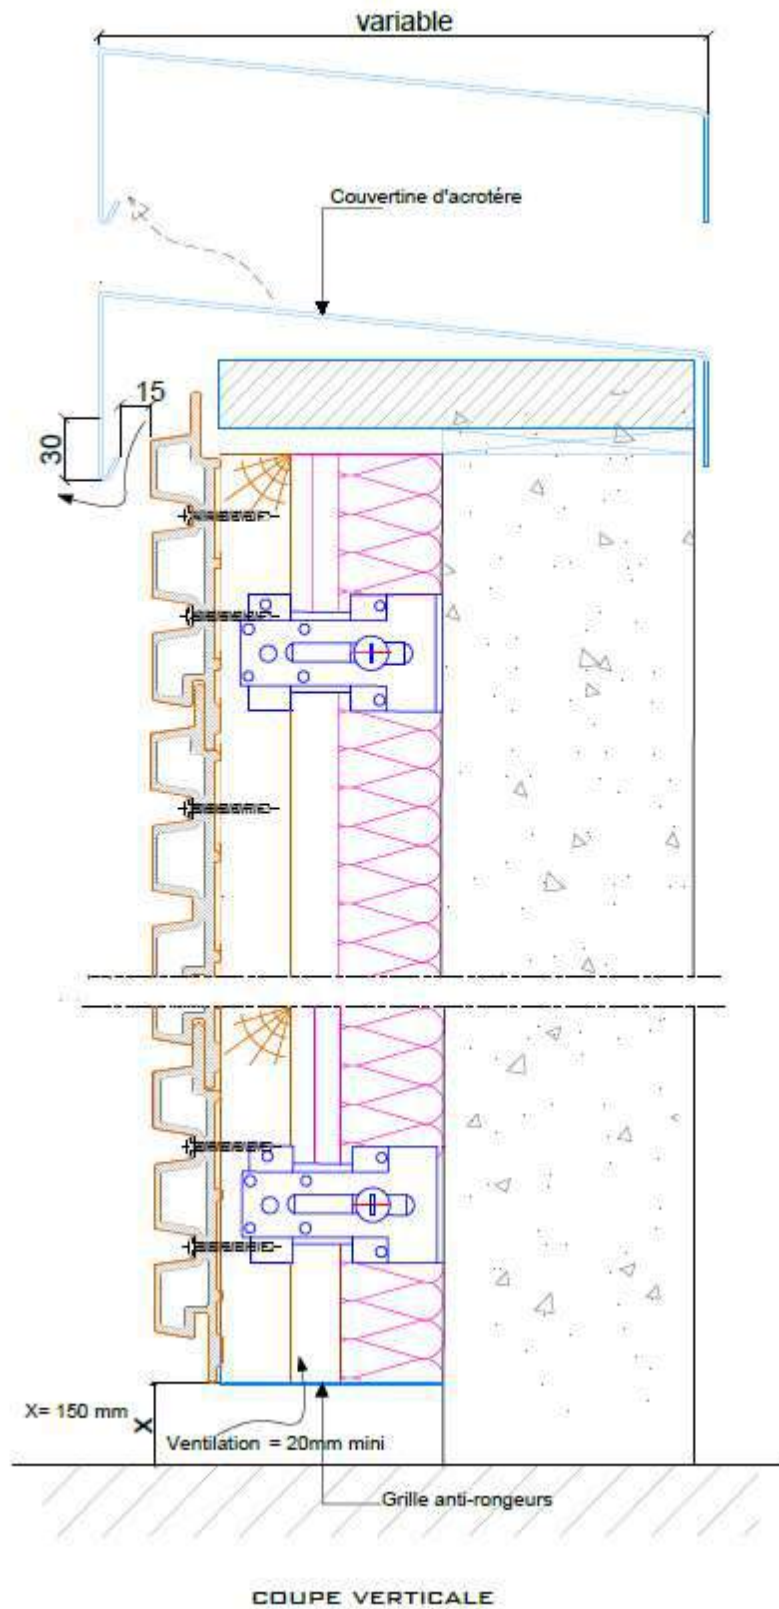 variable
Couvertine d'acrotére
15
30
X= 150 mm
X
Ventilation = 20mm mini
Grille anti-rongeurs
COUPE VERTICALE